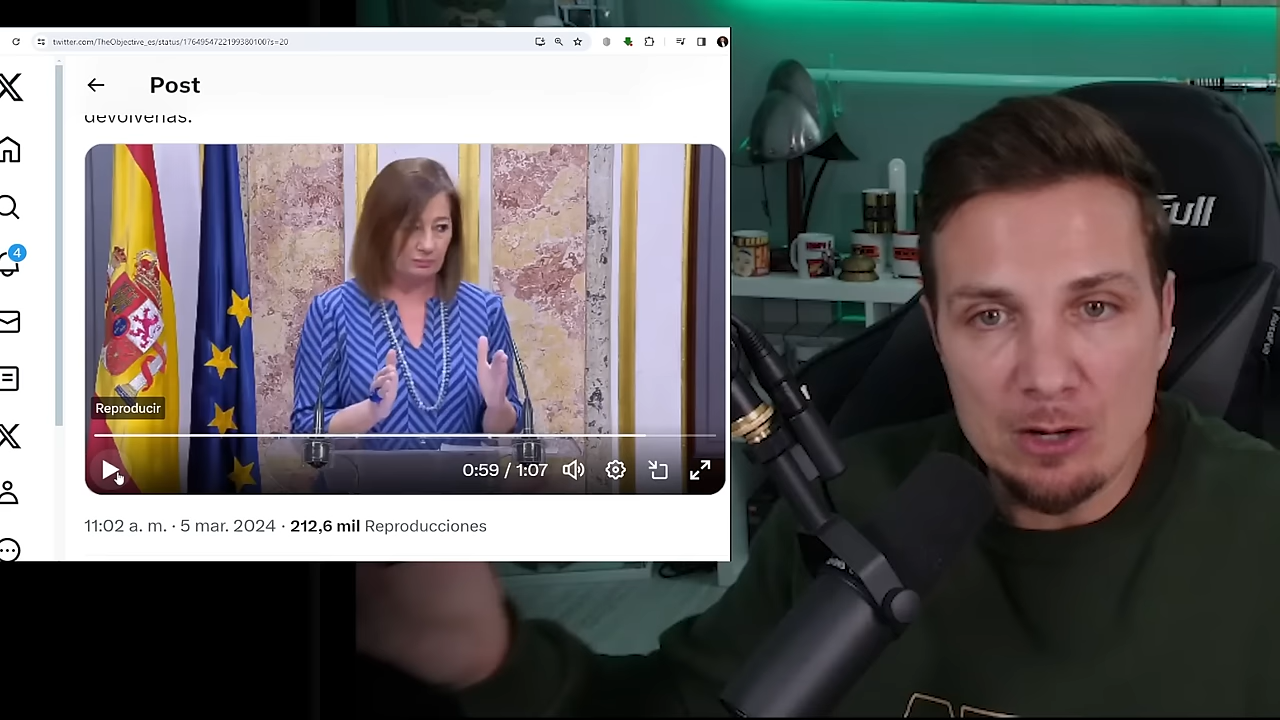 twitter.com/TheObjective_es/status/1764954722199380100?s=20
Post
devolverlas.
4
Reproducir
0:59 / 1:07
11:02 a. m. · 5 mar. 2024 · 212,6 mil Reproducciones